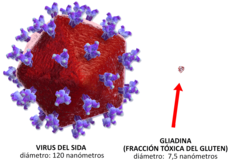 VIRUS DEL SIDA
diámetro: 120 nanómetros
GLIADINA
(FRACCIÓN TÓXICA DEL GLUTEN)
diámetro: 7,5 nanómetros